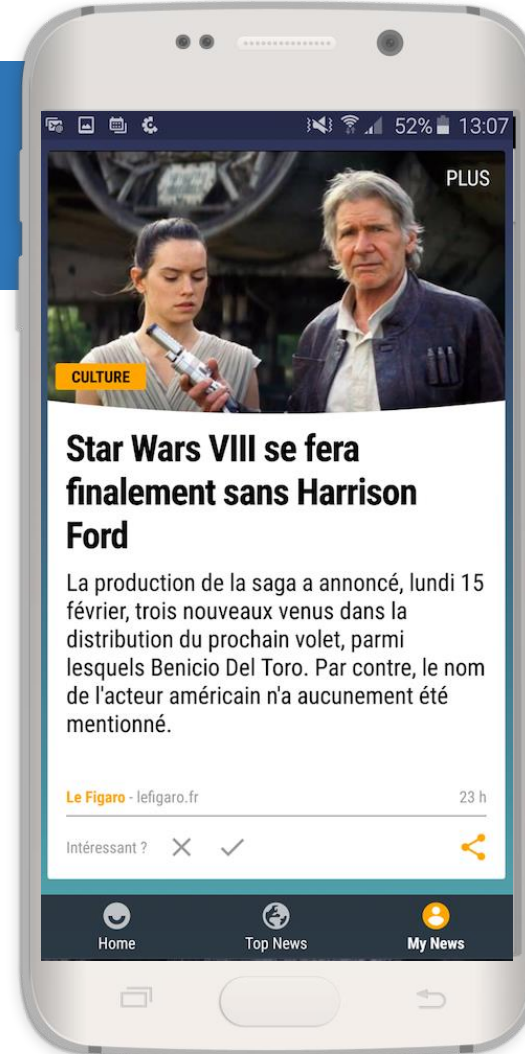 52% 13:07
PLUS
CULTURE
Star Wars VIII se fera
finalement sans Harrison
Ford
La production de la saga a annoncé, lundi 15
février, trois nouveaux venus dans la
distribution du prochain volet, parmi
lesquels Benicio Del Toro. Par contre, le nom
de l'acteur américain n'a aucunement été
mentionné.
Le Figaro - lefigaro.fr 23 h
Intéressant ?
Home Top News My News